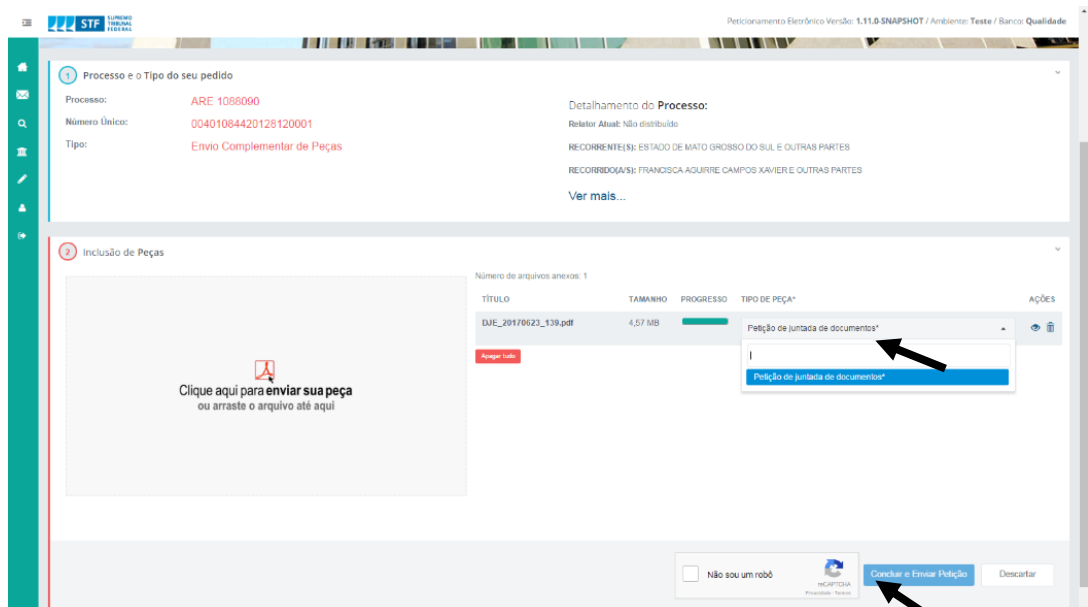 STF SUPREMO TRIBUNAL FEDERAL
Peticionamento Eletrônico Versão: 1.11.0-SNAPSHOT / Ambiente: Teste / Banco: Qualidade
1 Processo e o Tipo do seu pedido
Processo: ARE 1088090
Número Único: 00401084420128120001
Tipo: Envio Complementar de Peças
Detalhamento do Processo:
Relator Atual: Não distribuído
RECORRENTE(S): ESTADO DE MATO GROSSO DO SUL E OUTRAS PARTES
RECORRIDO(A/S): FRANCISCA AGUIRRE CAMPOS XAVIER E OUTRAS PARTES
Ver mais...
2 Inclusão de Peças
Clique aqui para enviar sua peça
ou arraste o arquivo até aqui
Número de arquivos anexos: 1
TÍTULO TAMANHO PROGRESSO TIPO DE PEÇA* AÇÕES
DJE_20170623_139.pdf 4,57 MB Petição de juntada de documentos*
Petição de juntada de documentos*
Apagar tudo
Não sou um robô
reCAPTCHA
Privacidade - Termos
Concluir e Enviar Petição
Descartar